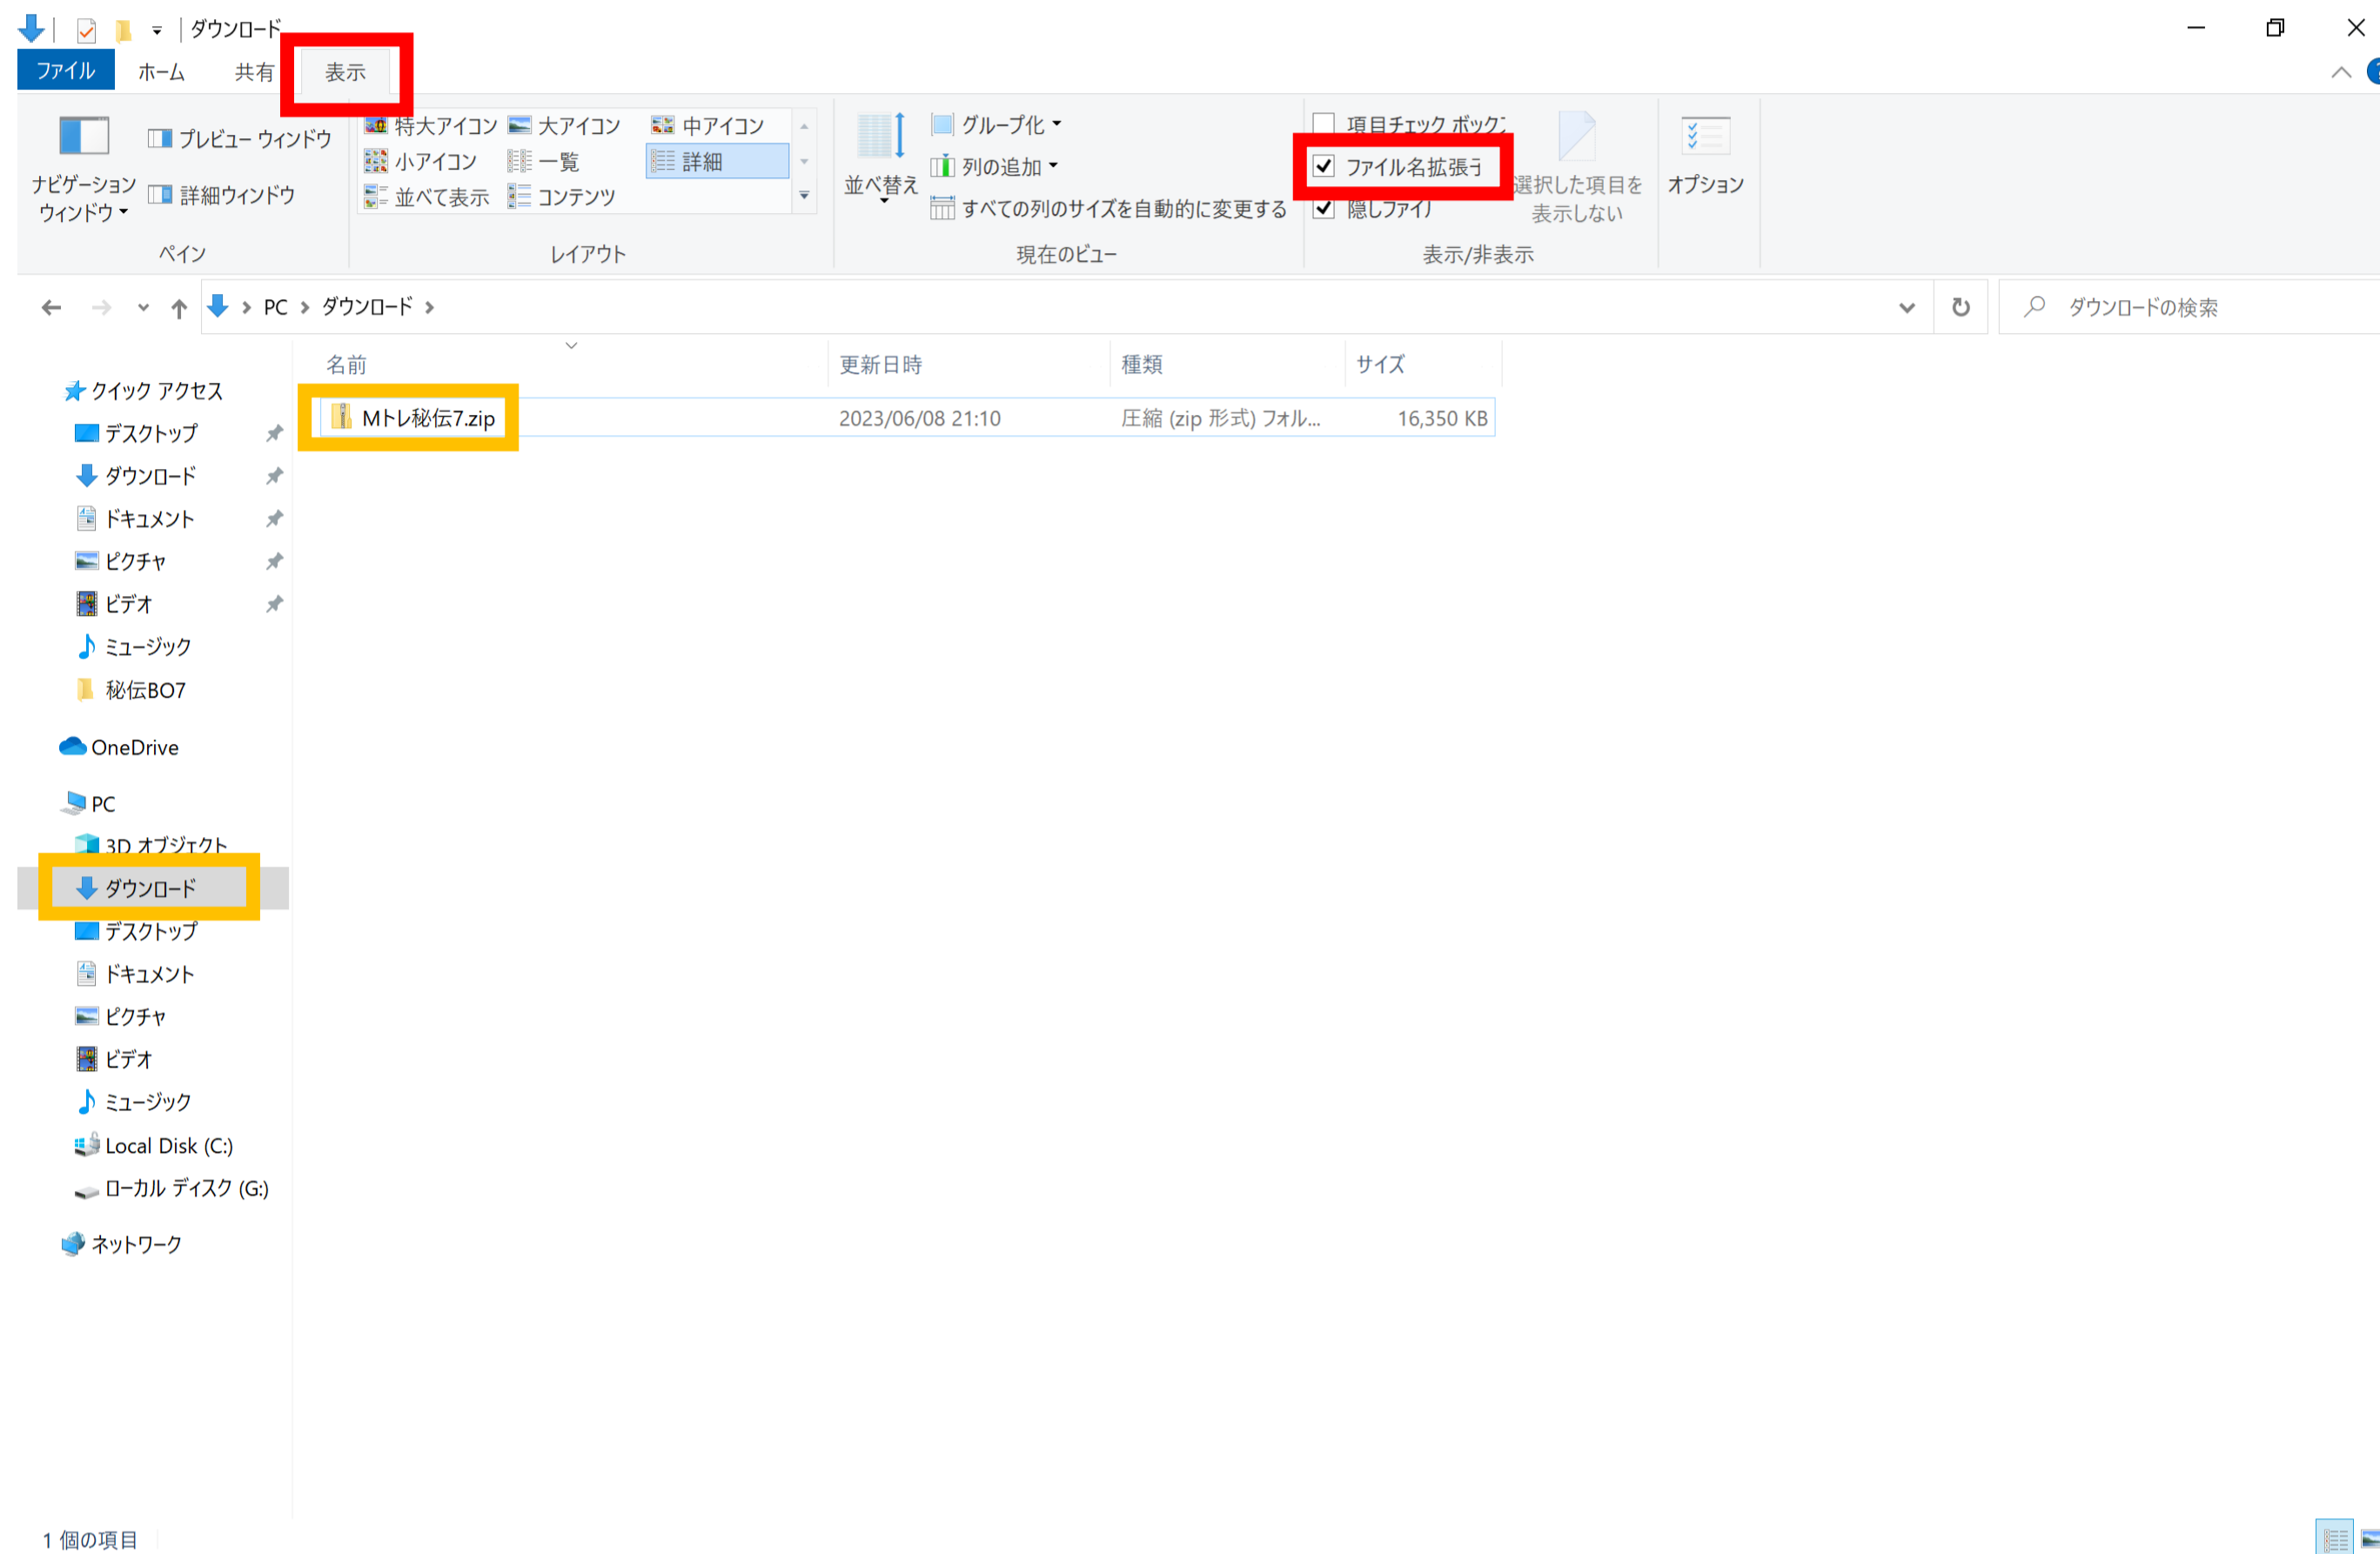 ダウンロード
ファイル ホーム 共有 表示
ナビゲーション
ウィンドウ
プレビュー ウィンドウ
詳細ウィンドウ
ペイン
特大アイコン 大アイコン 中アイコン
小アイコン 一覧 詳細
並べて表示 コンテンツ
レイアウト
並べ替え
グループ化
列の追加
すべての列のサイズを自動的に変更する
現在のビュー
項目チェック ボック
ファイル名拡張
隠しファイ
選択した項目を
表示しない
表示/非表示
オプション
PC ダウンロード
ダウンロードの検索
名前 更新日時 種類 サイズ
Mトレ秘伝7.zip 2023/06/08 21:10 圧縮 (zip 形式) フォル... 16,350 KB
クイック アクセス
デスクトップ
ダウンロード
ドキュメント
ピクチャ
ビデオ
ミュージック
秘伝BO7
OneDrive
PC
3D オブジェクト
ダウンロード
デスクトップ
ドキュメント
ピクチャ
ビデオ
ミュージック
Local Disk (C:)
ローカル ディスク (G:)
ネットワーク
1 個の項目